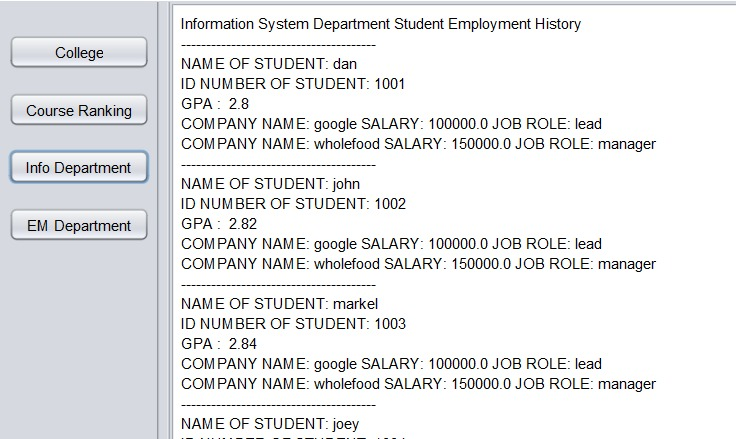 College
Course Ranking
Info Department
EM Department
Information System Department Student Employment History
---------------------------------------
NAME OF STUDENT: dan
ID NUMBER OF STUDENT: 1001
GPA :  2.8
COMPANY NAME: google SALARY: 100000.0 JOB ROLE: lead
COMPANY NAME: wholefood SALARY: 150000.0 JOB ROLE: manager
---------------------------------------
NAME OF STUDENT: john
ID NUMBER OF STUDENT: 1002
GPA :  2.82
COMPANY NAME: google SALARY: 100000.0 JOB ROLE: lead
COMPANY NAME: wholefood SALARY: 150000.0 JOB ROLE: manager
---------------------------------------
NAME OF STUDENT: markel
ID NUMBER OF STUDENT: 1003
GPA :  2.84
COMPANY NAME: google SALARY: 100000.0 JOB ROLE: lead
COMPANY NAME: wholefood SALARY: 150000.0 JOB ROLE: manager
---------------------------------------
NAME OF STUDENT: joey